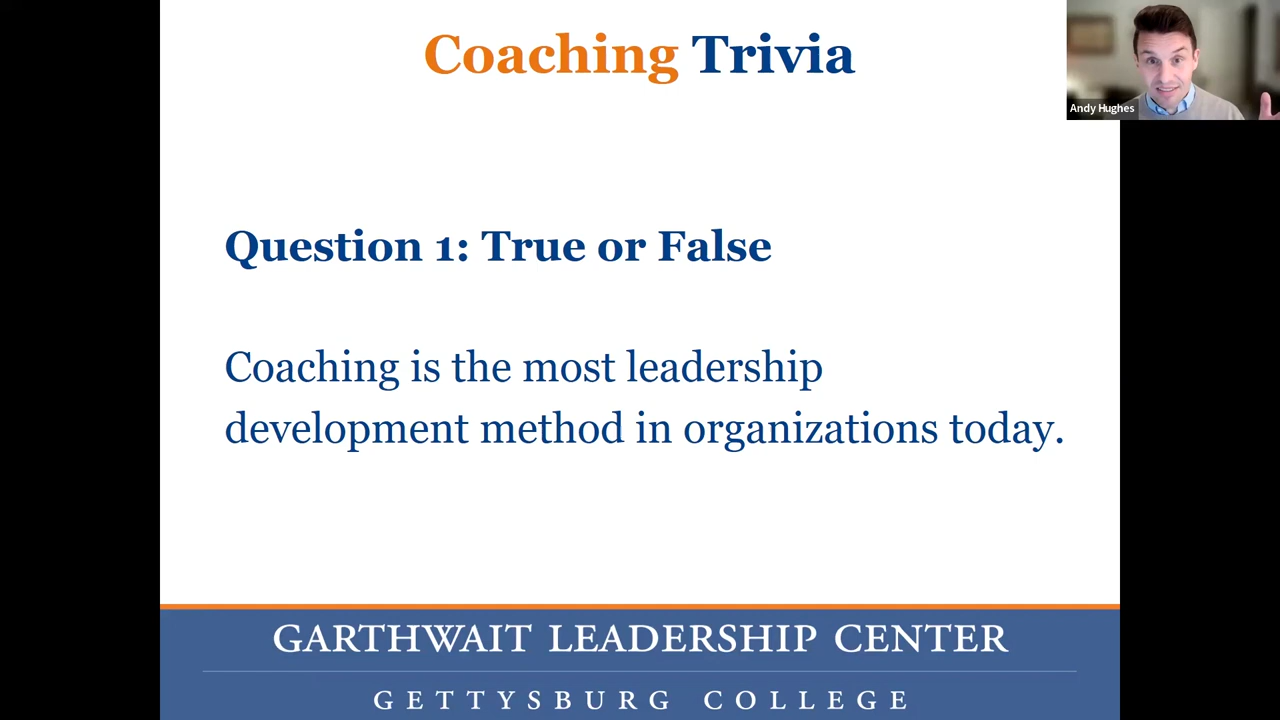 Coaching Trivia
Andy Hughes
Question 1: True or False
Coaching is the most leadership
development method in organizations today.
GARTHWAIT LEADERSHIP CENTER
GETTYSBURG COLLEGE